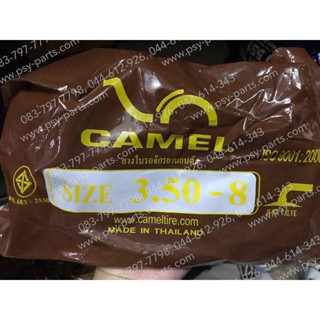 CAMEL
ยางในรถจักรยานยนต์
ISO 9001:2000
SIZE 3.50 - 8
www.cameltire.com
MADE IN THAILAND
083-797-7798, 044-612-926, 044-614-343
www.psy-parts.com